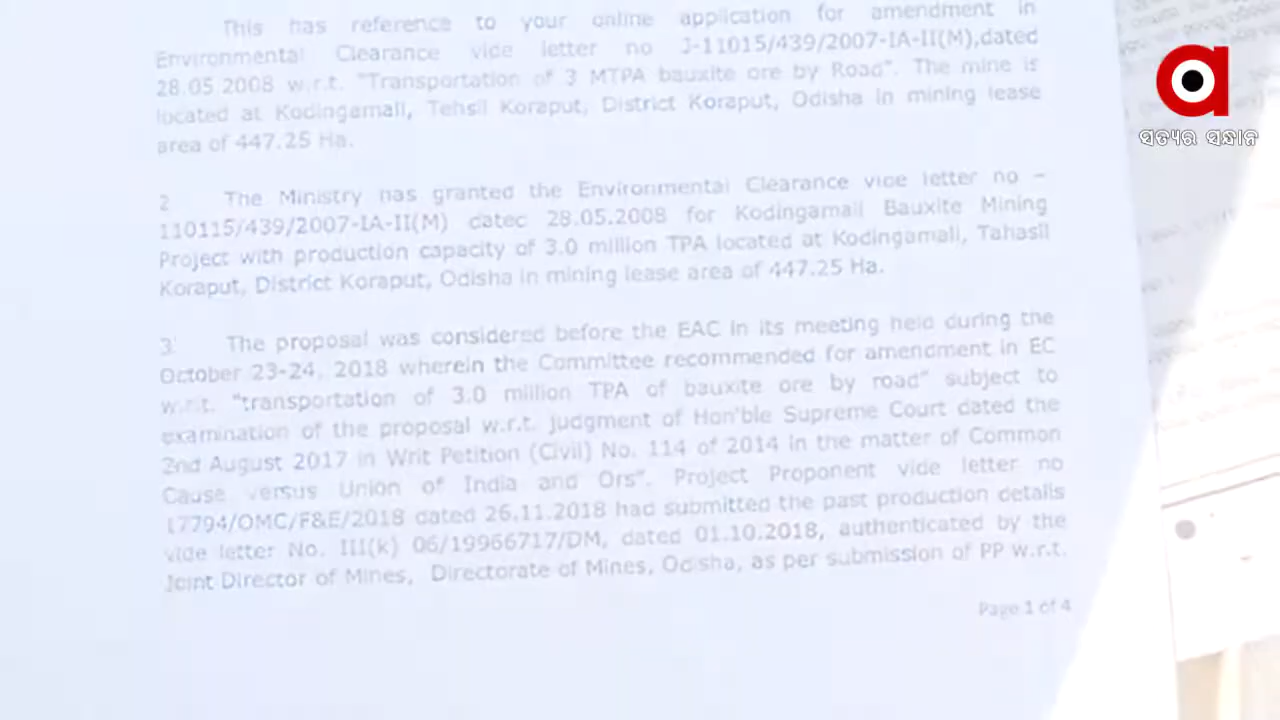 This has reference to your online application for amendment in
Environmental Clearance vide letter no J-11015/439/2007-IA-II(M),dated
28.05.2008 w.r.t. "Transportation of 3 MTPA bauxite ore by Road". The mine is
located at Kodingamali, Tehsil Koraput, District Koraput, Odisha in mining lease
area of 447.25 Ha.
2 The Ministry has granted the Environmental Clearance vide letter no –
110115/439/2007-IA-II(M) dated 28.05.2008 for Kodingamali Bauxite Mining
Project with production capacity of 3.0 million TPA located at Kodingamali, Tahasil
Koraput, District Koraput, Odisha in mining lease area of 447.25 Ha.
3 The proposal was considered before the EAC in its meeting held during the
October 23-24, 2018 wherein the Committee recommended for amendment in EC
w.r.t. "transportation of 3.0 million TPA of bauxite ore by road" subject to
examination of the proposal w.r.t. judgment of Hon'ble Supreme Court dated the
2nd August 2017 in Writ Petition (Civil) No. 114 of 2014 in the matter of Common
Cause versus Union of India and Ors". Project Proponent vide letter no
17794/OMC/F&E/2018 dated 26.11.2018 had submitted the past production details
vide letter No. III(k) 06/19966717/DM, dated 01.10.2018, authenticated by the
Joint Director of Mines, Directorate of Mines, Odisha, as per submission of PP w.r.t.
Page 1 of 4
a
ସତ୍ୟର ସନ୍ଧାନ